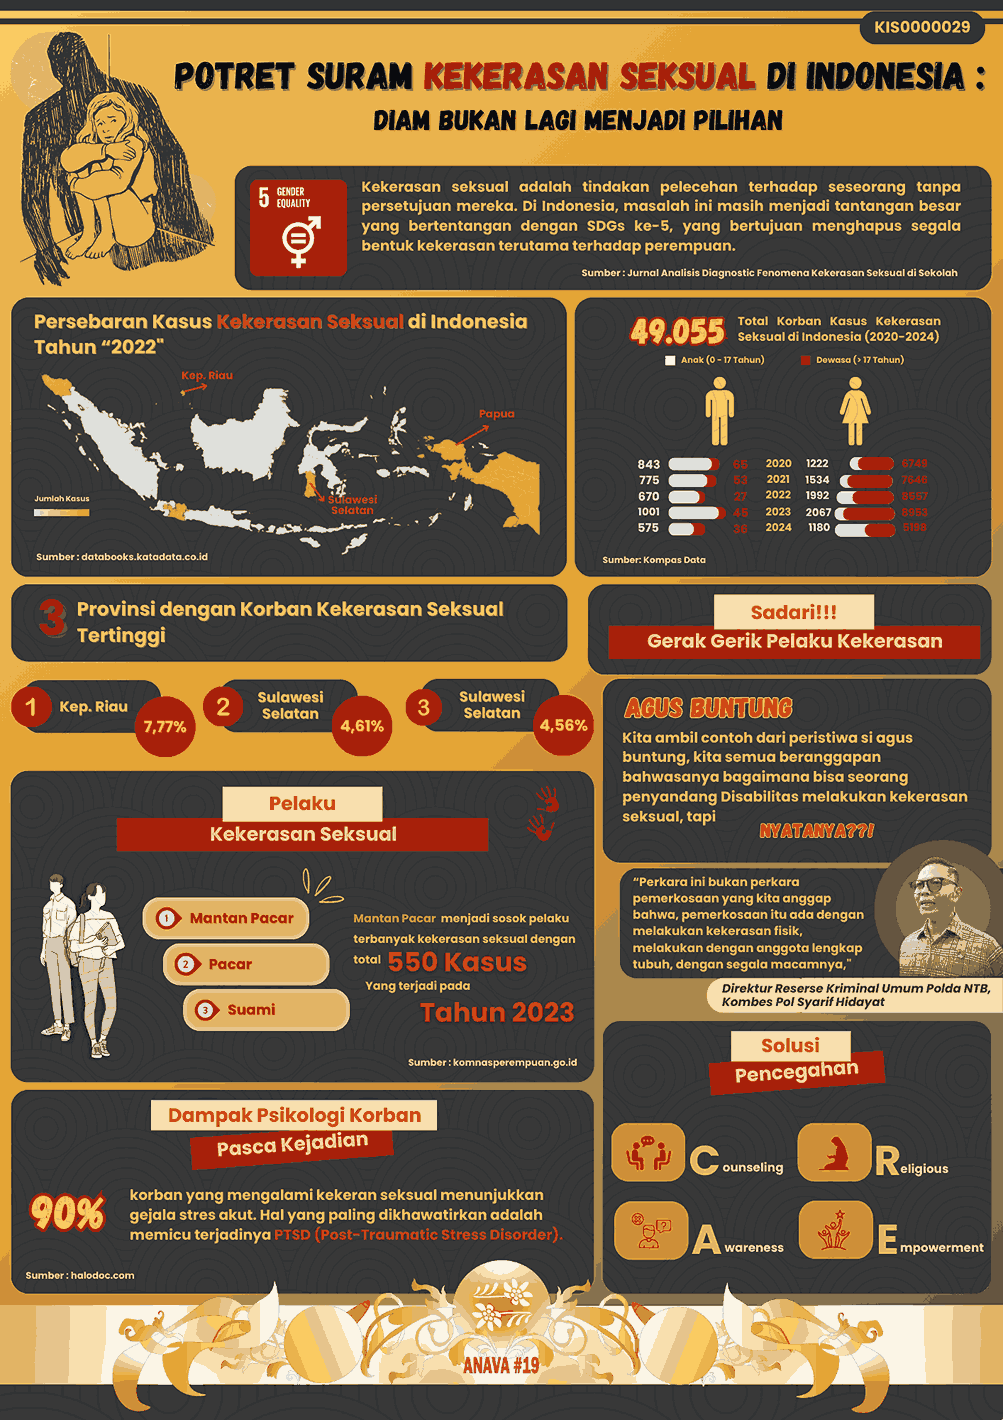 KIS0000029
POTRET SURAM KEKERASAN SEKSUAL DI INDONESIA :
DIAM BUKAN LAGI MENJADI PILIHAN
5 GENDER
EQUALITY
Kekerasan seksual adalah tindakan pelecehan terhadap seseorang tanpa
persetujuan mereka. Di Indonesia, masalah ini masih menjadi tantangan besar
yang bertentangan dengan SDGs ke-5, yang bertujuan menghapus segala
bentuk kekerasan terutama terhadap perempuan.
Sumber : Jurnal Analisis Diagnostic Fenomena Kekerasan Seksual di Sekolah
Persebaran Kasus Kekerasan Seksual di Indonesia
Tahun “2022"
Kep. Riau
Papua
Sulawesi
Selatan
Jumlah Kasus
Sumber : databooks.katadata.co.id
49.055
Total Korban Kasus Kekerasan
Seksual di Indonesia (2020-2024)
Anak (0 - 17 Tahun)
Dewasa (> 17 Tahun)
843 66 2020 1222 6749
775 53 2021 1534 7646
670 27 2022 1992
1001 45 2023 2067 8953
575 36 2024 1180 5198
Sumber: Kompas Data
3 Provinsi dengan Korban Kekerasan Seksual
Tertinggi
1 Kep. Riau 7,77%
2 Sulawesi
Selatan 4,61%
3 Sulawesi
Selatan 4,56%
Sadari!!!
Gerak Gerik Pelaku Kekerasan
AGUS BUNTUNG
Kita ambil contoh dari peristiwa si agus
buntung, kita semua beranggapan
bahwasanya bagaimana bisa seorang
penyandang Disabilitas melakukan kekerasan
seksual, tapi
NYATANYA??!
“Perkara ini bukan perkara
pemerkosaan yang kita anggap
bahwa, pemerkosaan itu ada dengan
melakukan kekerasan fisik,
melakukan dengan anggota lengkap
tubuh, dengan segala macamnya,"
Direktur Reserse Kriminal Umum Polda NTB,
Kombes Pol Syarif Hidayat
Pelaku
Kekerasan Seksual
1 Mantan Pacar
2 Pacar
3 Suami
Mantan Pacar menjadi sosok pelaku
terbanyak kekerasan seksual dengan
total 550 Kasus
Yang terjadi pada
Tahun 2023
Sumber : komnasperempuan.go.id
Dampak Psikologi Korban
Pasca Kejadian
90%
korban yang mengalami kekeran seksual menunjukkan
gejala stres akut. Hal yang paling dikhawatirkan adalah
memicu terjadinya PTSD (Post-Traumatic Stress Disorder).
Sumber : halodoc.com
Solusi
Pencegahan
Counseling
Religious
Awareness
Empowerment
ANAVA #19